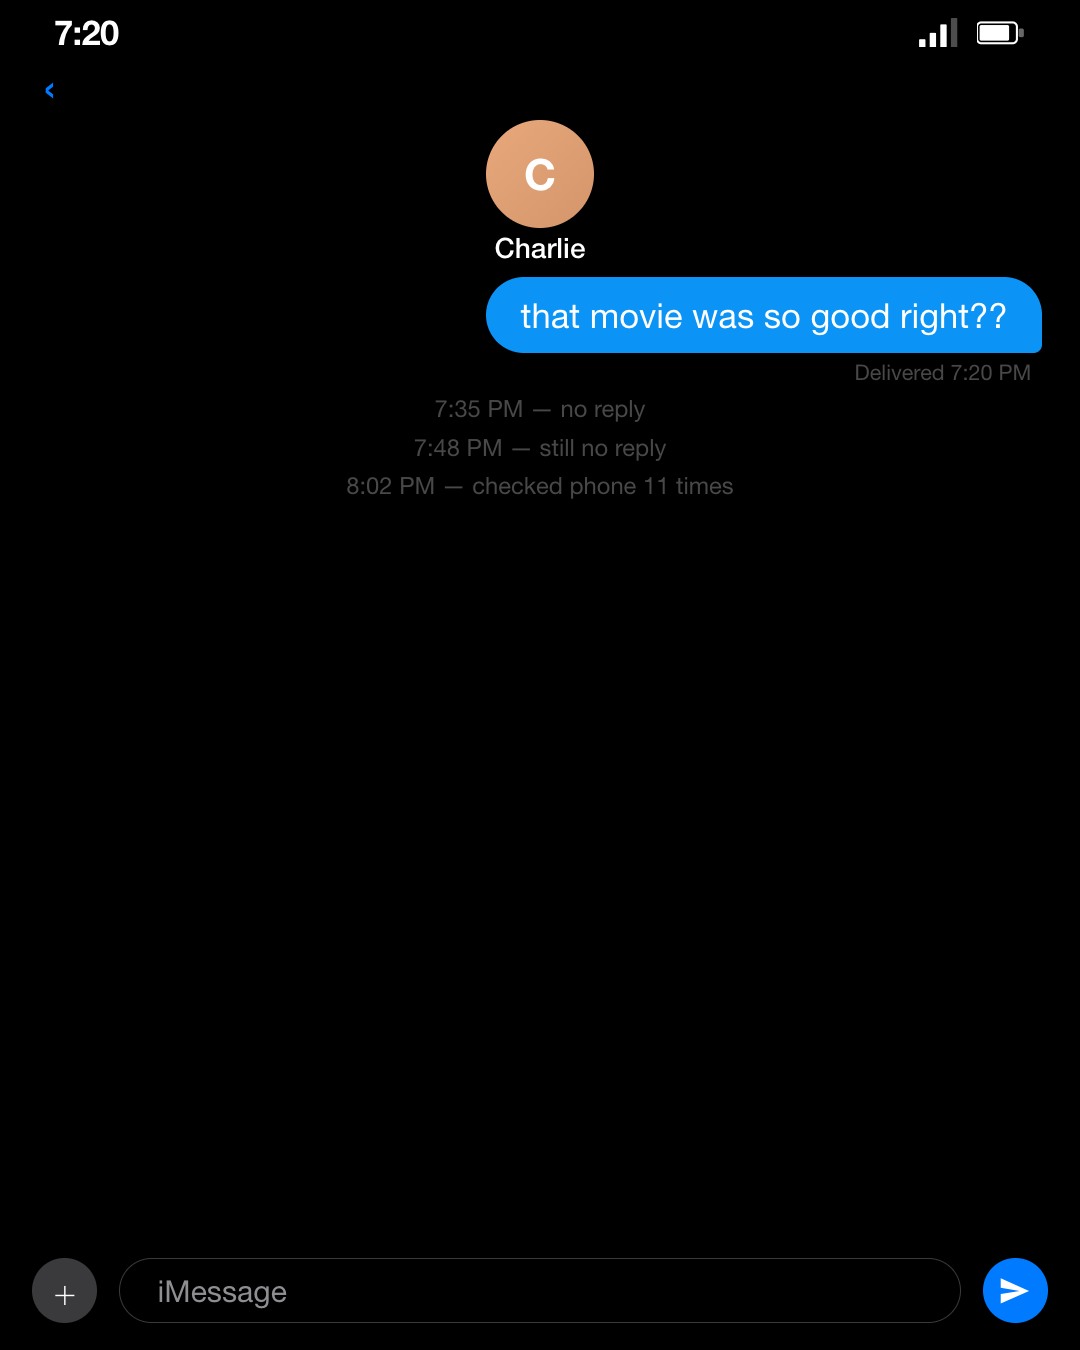 7:20
C
Charlie
that movie was so good right??
Delivered 7:20 PM
7:35 PM — no reply
7:48 PM — still no reply
8:02 PM — checked phone 11 times
iMessage